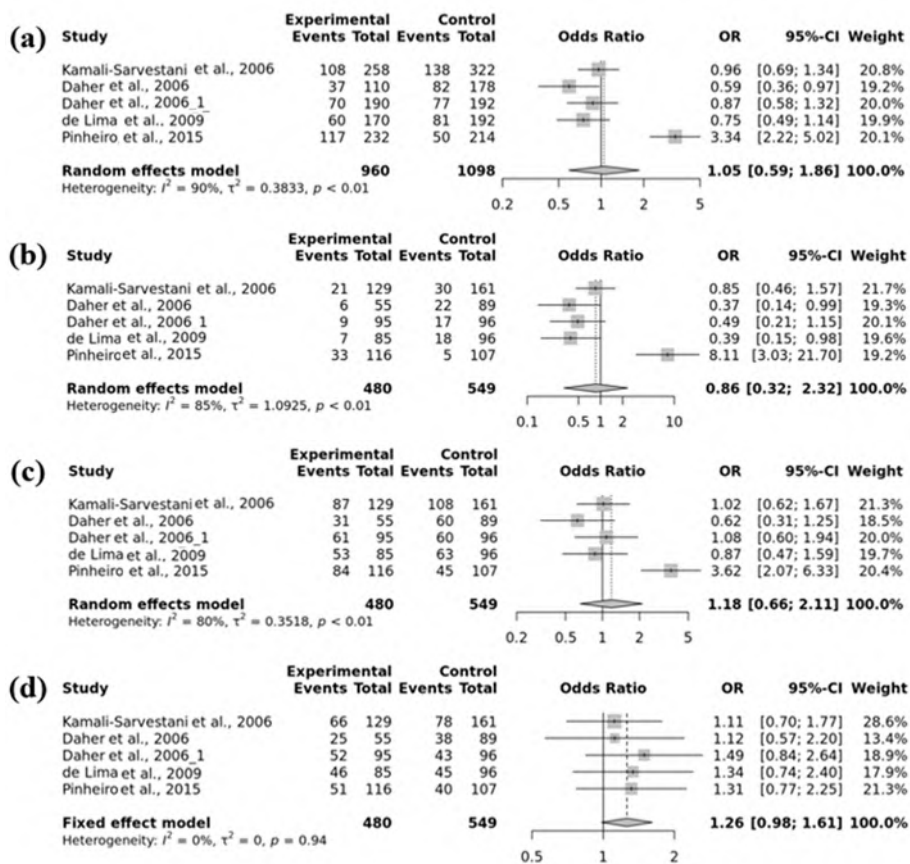 (a)
Experimental Control
Study Events Total Events Total Odds Ratio OR 95%-CI Weight
Kamali-Sarvestani et al., 2006 108 258 138 322 0.96 [0.69; 1.34] 20.8%
Daher et al., 2006 37 110 82 178 0.59 [0.36; 0.97] 19.2%
Daher et al., 2006_1 70 190 77 192 0.87 [0.58; 1.32] 20.0%
de Lima et al., 2009 60 170 81 192 0.75 [0.49; 1.14] 19.9%
Pinheiro et al., 2015 117 232 50 214 3.34 [2.22; 5.02] 20.1%
Random effects model 960 1098 1.05 [0.59; 1.86] 100.0%
Heterogeneity: I² = 90%, τ² = 0.3833, p < 0.01
0.2 0.5 1 2 5
(b)
Experimental Control
Study Events Total Events Total Odds Ratio OR 95%-CI Weight
Kamali-Sarvestani et al., 2006 21 129 30 161 0.85 [0.46; 1.57] 21.7%
Daher et al., 2006 6 55 22 89 0.37 [0.14; 0.99] 19.3%
Daher et al., 2006 1 9 95 17 96 0.49 [0.21; 1.15] 20.1%
de Lima et al., 2009 7 85 18 96 0.39 [0.15; 0.98] 19.6%
Pinheiro et al., 2015 33 116 5 107 8.11 [3.03; 21.70] 19.2%
Random effects model 480 549 0.86 [0.32; 2.32] 100.0%
Heterogeneity: I² = 85%, τ² = 1.0925, p < 0.01
0.1 0.5 1 2 10
(c)
Experimental Control
Study Events Total Events Total Odds Ratio OR 95%-CI Weight
Kamali-Sarvestani et al., 2006 87 129 108 161 1.02 [0.62; 1.67] 21.3%
Daher et al., 2006 31 55 60 89 0.62 [0.31; 1.25] 18.5%
Daher et al., 2006_1 61 95 60 96 1.08 [0.60; 1.94] 20.0%
de Lima et al., 2009 53 85 63 96 0.87 [0.47; 1.59] 19.7%
Pinheiro et al., 2015 84 116 45 107 3.62 [2.07; 6.33] 20.4%
Random effects model 480 549 1.18 [0.66; 2.11] 100.0%
Heterogeneity: I² = 80%, τ² = 0.3518, p < 0.01
0.2 0.5 1 2 5
(d)
Experimental Control
Study Events Total Events Total Odds Ratio OR 95%-CI Weight
Kamali-Sarvestani et al., 2006 66 129 78 161 1.11 [0.70; 1.77] 28.6%
Daher et al., 2006 25 55 38 89 1.12 [0.57; 2.20] 13.4%
Daher et al., 2006_1 52 95 43 96 1.49 [0.84; 2.64] 18.9%
de Lima et al., 2009 46 85 45 96 1.34 [0.74; 2.40] 17.9%
Pinheiro et al., 2015 51 116 40 107 1.31 [0.77; 2.25] 21.3%
Fixed effect model 480 549 1.26 [0.98; 1.61] 100.0%
Heterogeneity: I² = 0%, τ² = 0, p = 0.94
0.5 1 2